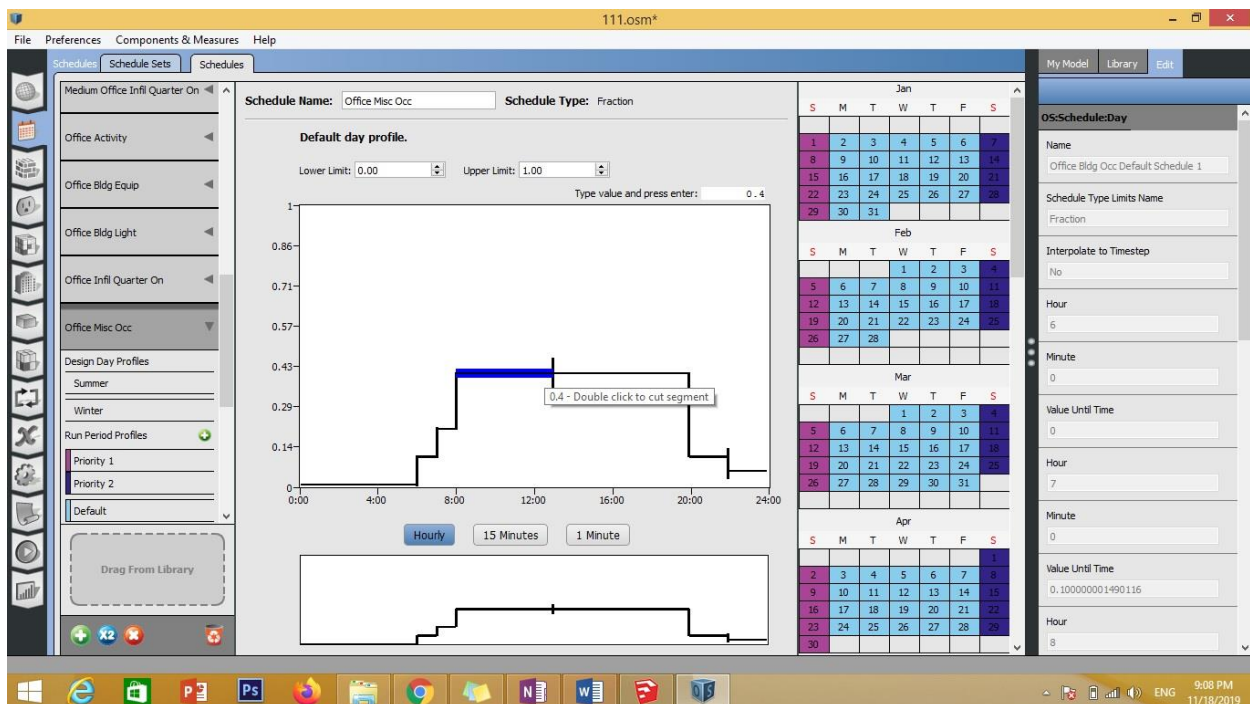 111.osm*
File Preferences Components & Measures Help
Schedules Schedule Sets Schedules
My Model Library Edit
Medium Office Infil Quarter On
Office Activity
Office Bldg Equip
Office Bldg Light
Office Infil Quarter On
Office Misc Occ
Design Day Profiles
Summer
Winter
Run Period Profiles
Priority 1
Priority 2
Default
Drag From Library
X2
Schedule Name: Office Misc Occ Schedule Type: Fraction
Default day profile.
Lower Limit: 0.00 Upper Limit: 1.00
Type value and press enter: 0.4
1
0.86
0.71
0.57
0.43
0.29
0.14
0
0.4 - Double click to cut segment
0:00 4:00 8:00 12:00 16:00 20:00 24:00
Hourly 15 Minutes 1 Minute
Jan
S M T W T F S
1 2 3 4 5 6 7
8 9 10 11 12 13 14
15 16 17 18 19 20 21
22 23 24 25 26 27 28
29 30 31
Feb
S M T W T F S
1 2 3 4
5 6 7 8 9 10 11
12 13 14 15 16 17 18
19 20 21 22 23 24 25
26 27 28
Mar
S M T W T F S
1 2 3 4
5 6 7 8 9 10 11
12 13 14 15 16 17 18
19 20 21 22 23 24 25
26 27 28 29 30 31
Apr
S M T W T F S
1
2 3 4 5 6 7 8
9 10 11 12 13 14 15
16 17 18 19 20 21 22
23 24 25 26 27 28 29
30
OS:Schedule:Day
Name
Office Bldg Occ Default Schedule 1
Schedule Type Limits Name
Fraction
Interpolate to Timestep
No
Hour
6
Minute
0
Value Until Time
0
Hour
7
Minute
0
Value Until Time
0.100000001490116
Hour
8
Ps
ENG
9:08 PM
11/18/2019